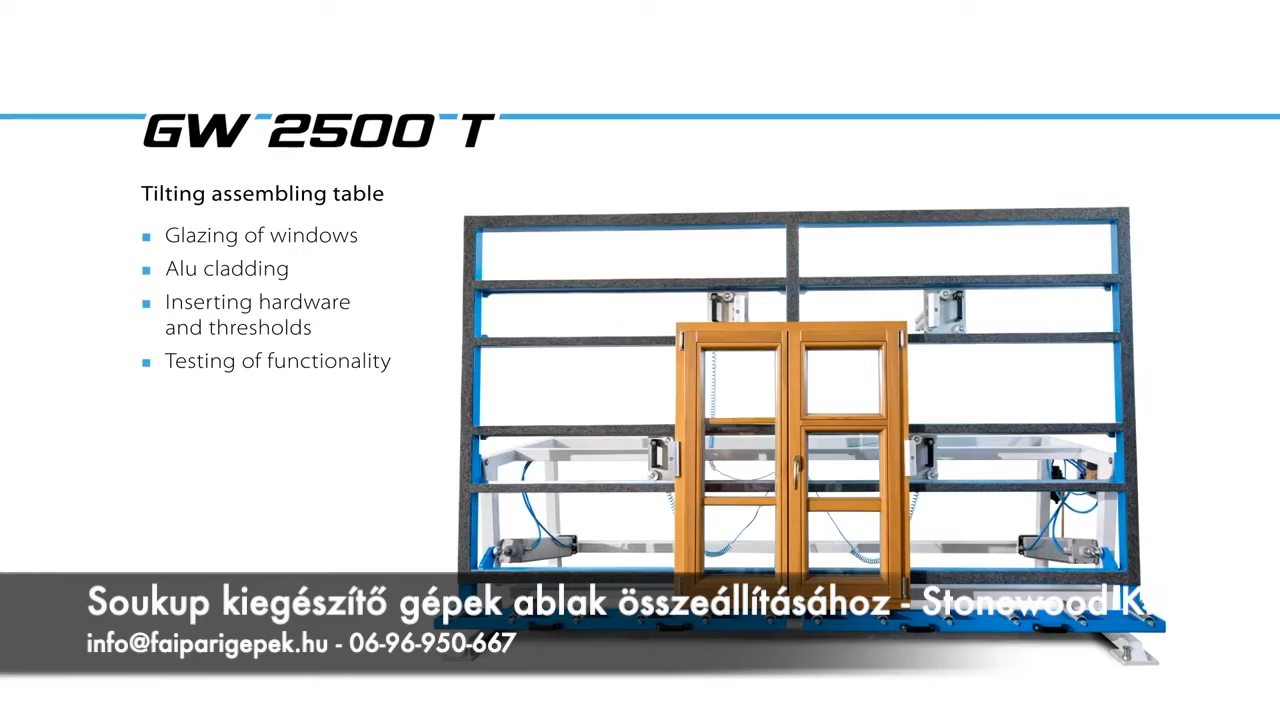 GW 2500 T
Tilting assembling table
Glazing of windows
Alu cladding
Inserting hardware
and thresholds
Testing of functionality
Soukup kiegészítő gépek ablak összeállításához - Stonewood
info@faiparigepek.hu - 06-96-950-667